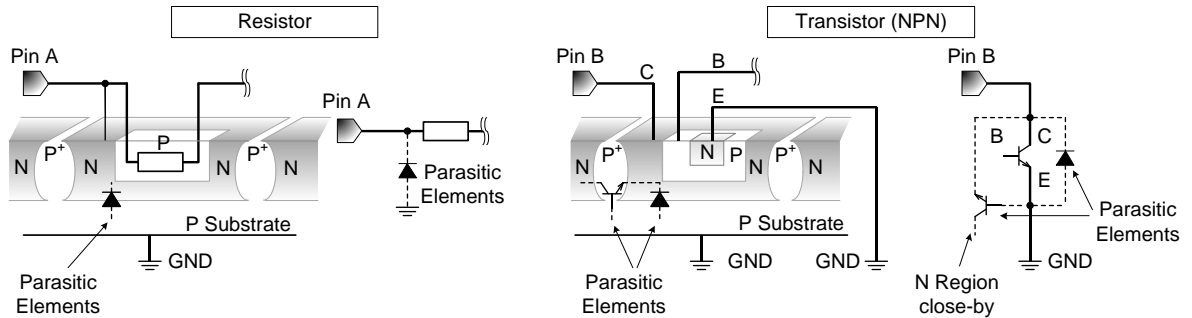 Resistor
Transistor (NPN)
Pin A
Pin A
N
P+
N
P
N
P+
N
Parasitic
Elements
P Substrate
GND
Parasitic
Elements
Pin B
C
B
E
N
P+
N
N
P
N
P+
N
P Substrate
GND
GND
Parasitic
Elements
Pin B
B
C
E
Parasitic
Elements
GND
N Region
close-by